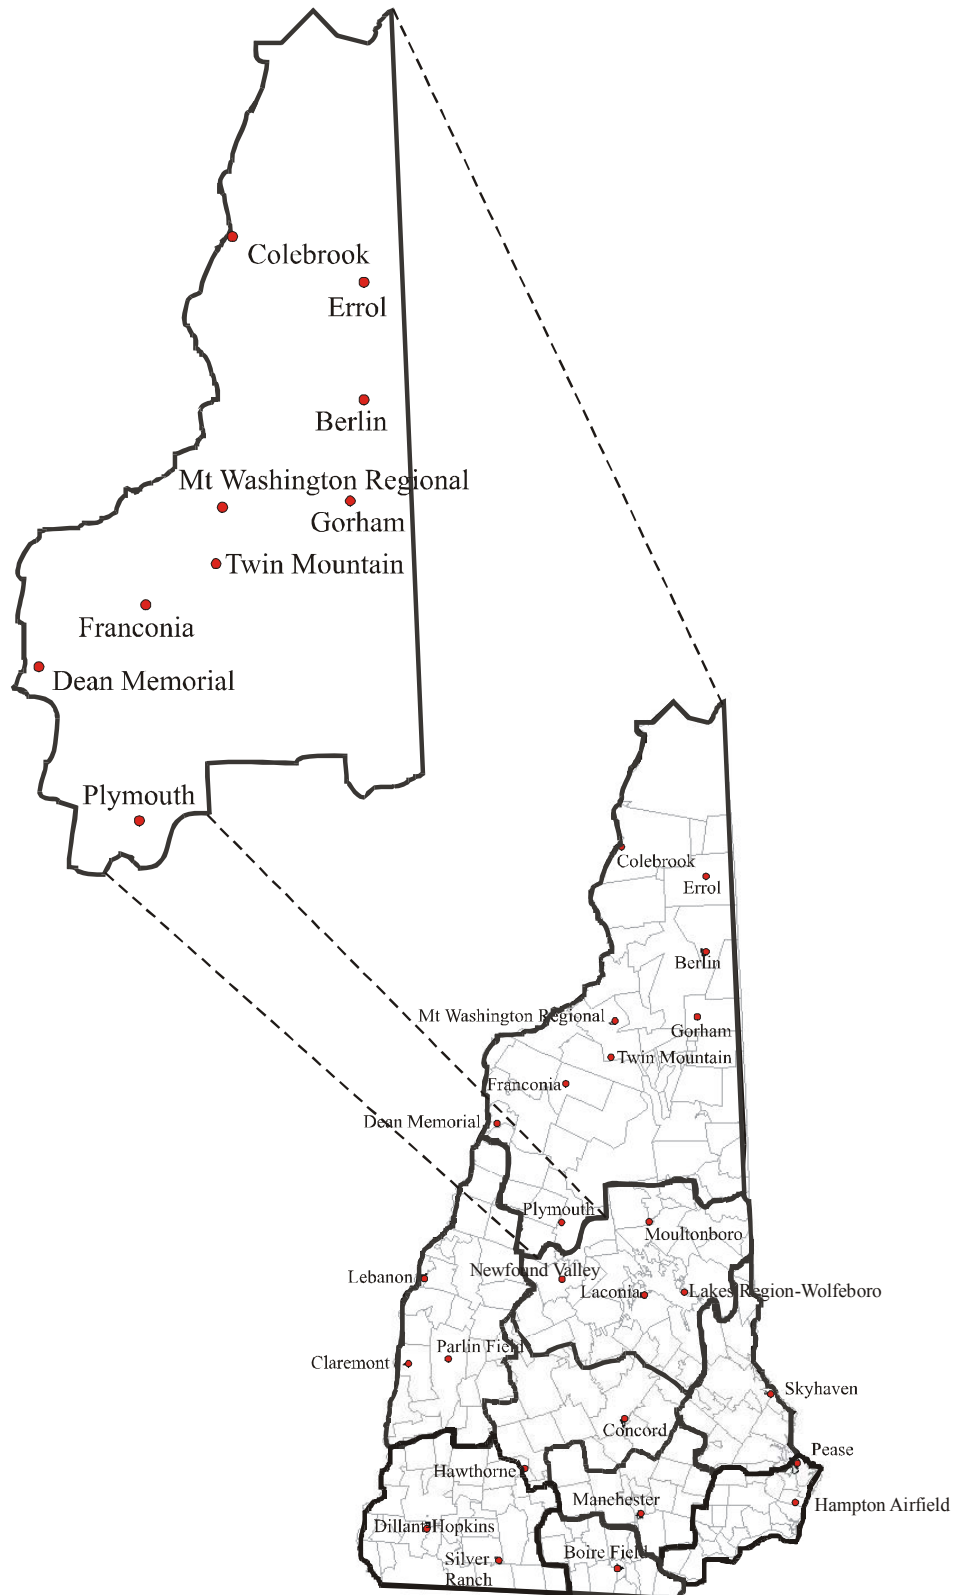 Colebrook
Errol
Berlin
Mt Washington Regional
Gorham
Twin Mountain
Franconia
Dean Memorial
Plymouth
Colebrook
Errol
Berlin
Mt Washington Regional
Gorham
Twin Mountain
Franconia
Dean Memorial
Plymouth
Moultonboro
Newfound Valley
Lebanon
Laconia
Lakes Region-Wolfeboro
Parlin Field
Claremont
Skyhaven
Concord
Pease
Hawthorne
Manchester
Hampton Airfield
Dillant Hopkins
Boire Field
Silver
Ranch